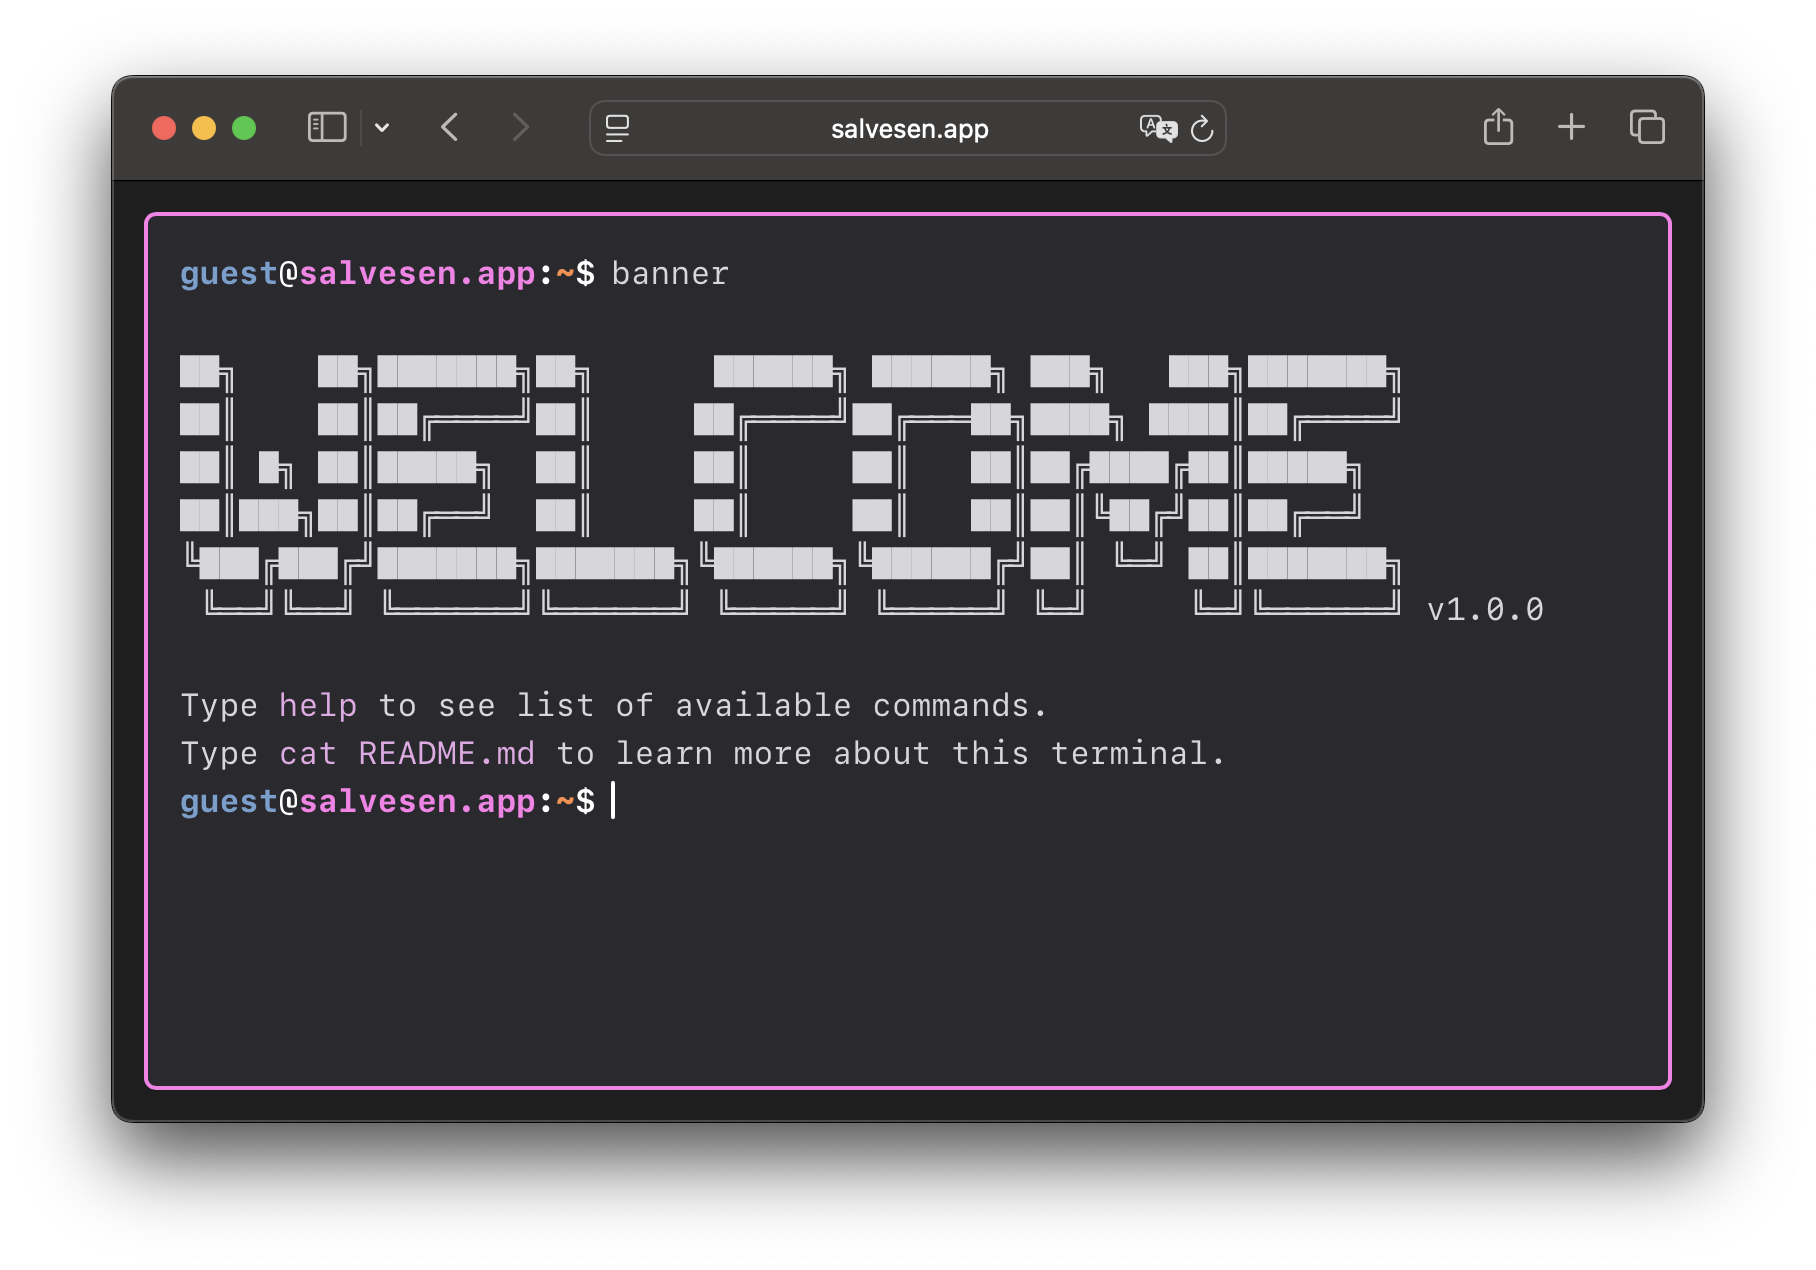 salvesen.app
guest@salvesen.app:~$ banner
WELCOME
v1.0.0
Type help to see list of available commands.
Type cat README.md to learn more about this terminal.
guest@salvesen.app:~$